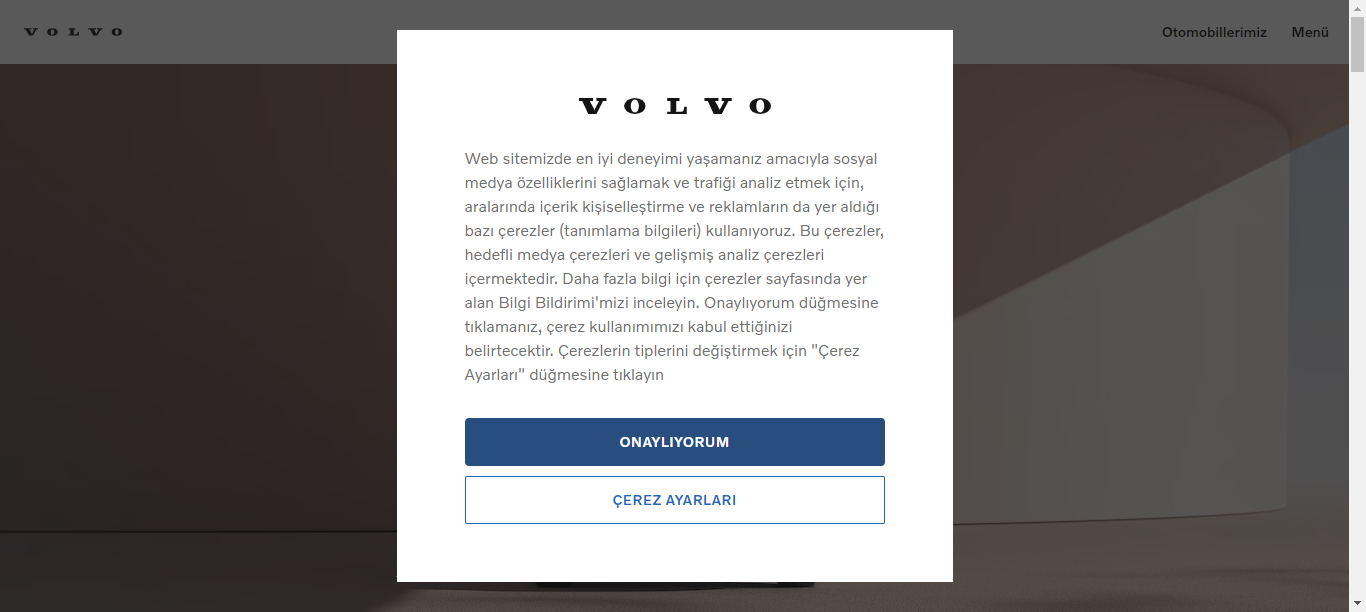 VOLVO
Otomobillerimiz
Menü
VOLVO
Web sitemizde en iyi deneyimi yaşamanız amacıyla sosyal
medya özelliklerini sağlamak ve trafiği analiz etmek için,
aralarında içerik kişiselleştirme ve reklamların da yer aldığı
bazı çerezler (tanımlama bilgileri) kullanıyoruz. Bu çerezler,
hedefli medya çerezleri ve gelişmiş analiz çerezleri
içermektedir. Daha fazla bilgi için çerezler sayfasında yer
alan Bilgi Bildirimi'mizi inceleyin. Onaylıyorum düğmesine
tıklamanız, çerez kullanımımızı kabul ettiğinizi
belirtecektir. Çerezlerin tiplerini değiştirmek için "Çerez
Ayarları" düğmesine tıklayın
ONAYLIYORUM
ÇEREZ AYARLARI